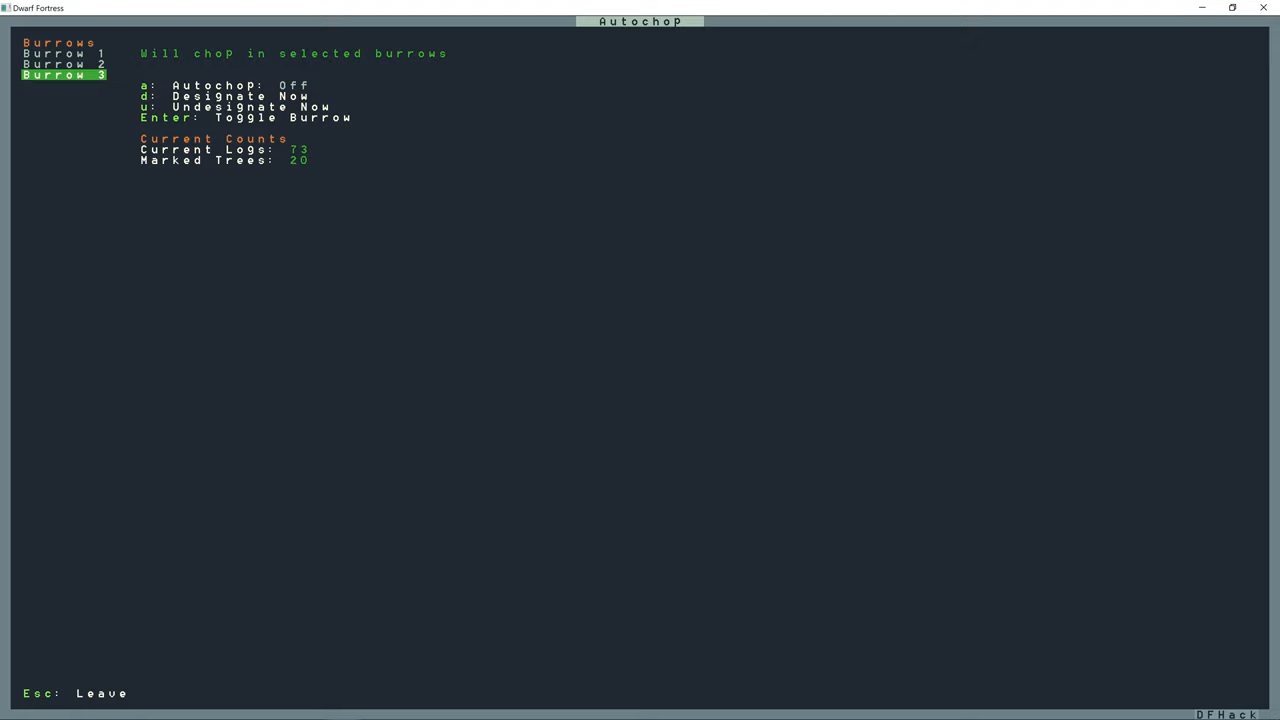 Dwarf Fortress
Autochop
Burrows
Burrow 1
Burrow 2
Burrow 3
Will chop in selected burrows
a: Autochop: Off
d: Designate Now
u: Undesignate Now
Enter: Toggle Burrow
Current Counts
Current Logs: 73
Marked Trees: 20
Esc: Leave
DFHack